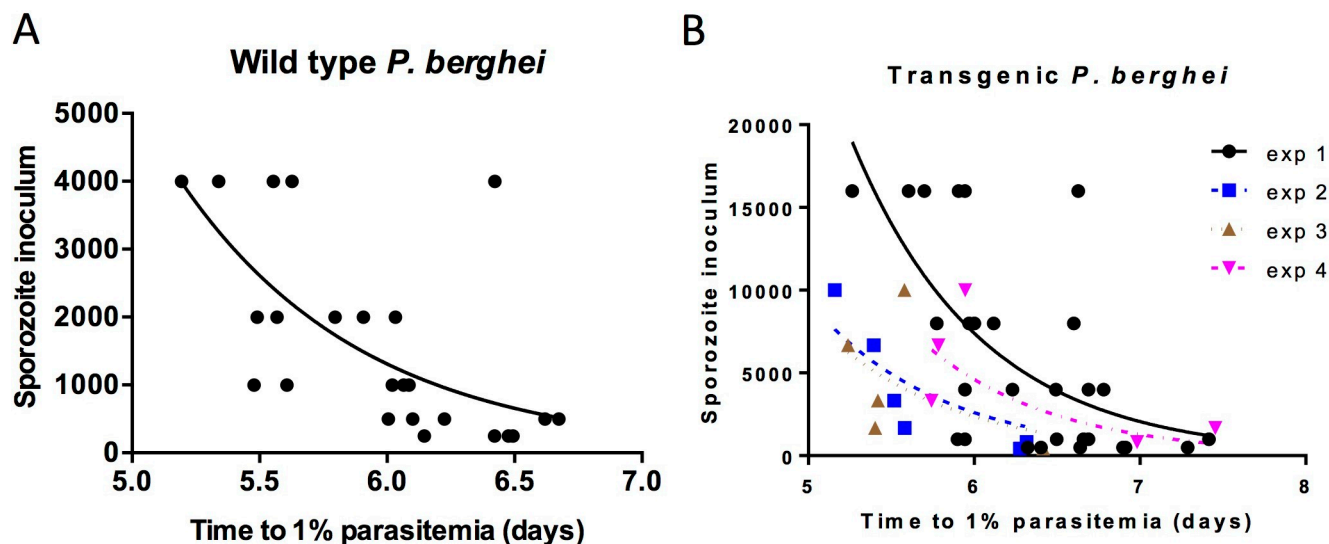 A
Wild type P. berghei
5000
4000
3000
2000
1000
0
Sporozoite inoculum
5.0 5.5 6.0 6.5 7.0
Time to 1% parasitemia (days)
B
Transgenic P. berghei
20000
15000
10000
5000
0
Sporozoite inoculum
5 6 7 8
Time to 1% parasitemia (days)
exp 1
exp 2
exp 3
exp 4